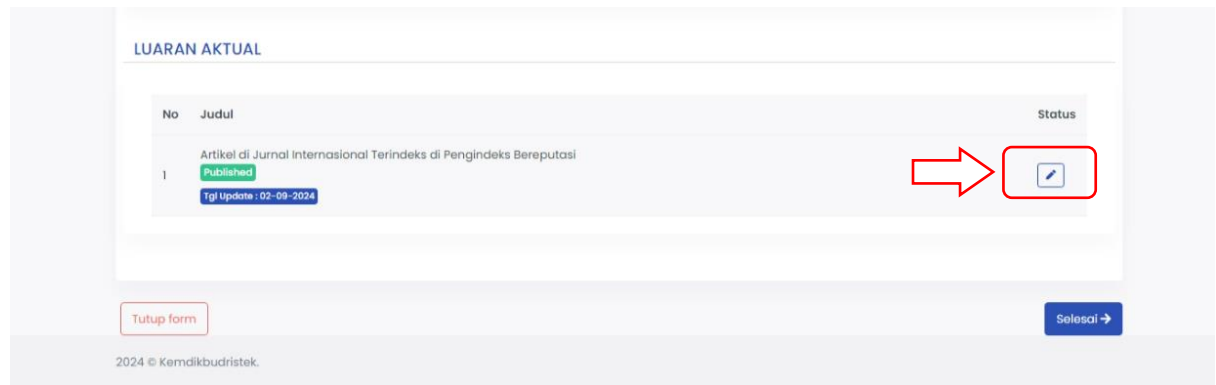 LUARAN AKTUAL
No Judul Status
Artikel di Jurnal Internasional Terindeks di Pengindeks Bereputasi
1 Published
Tgl Update : 02-09-2024
Tutup form Selesai →
2024 © Kemdikbudristek.